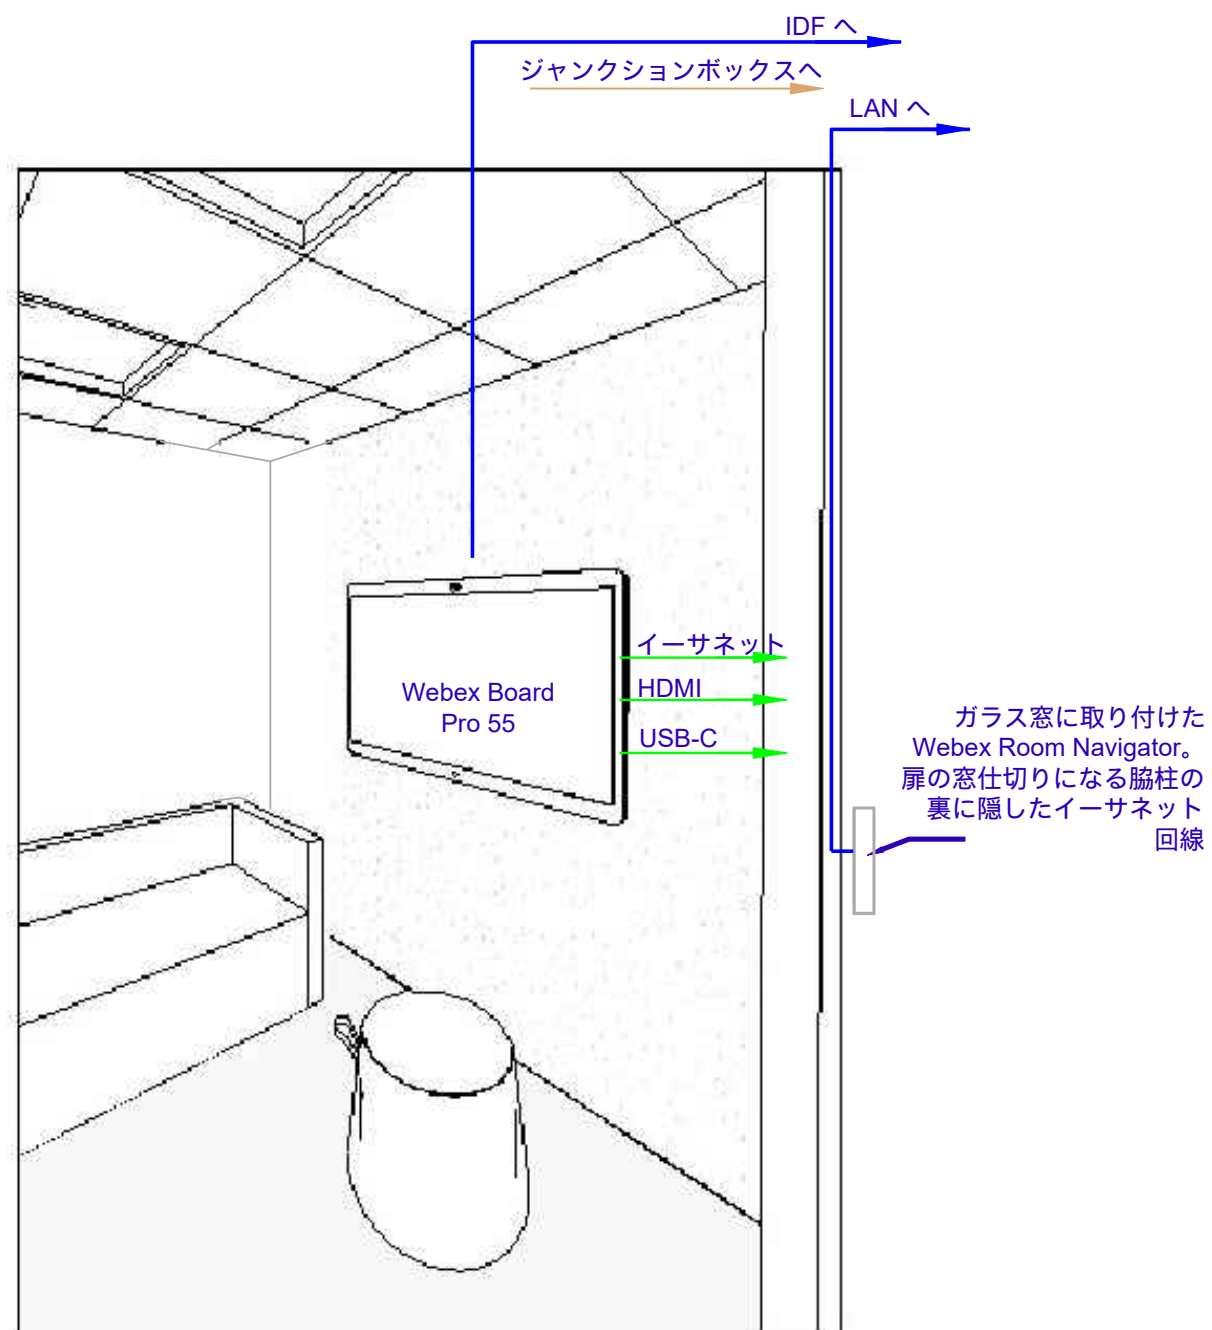 IDF へ
ジャンクションボックスへ
LAN へ
イーサネット
HDMI
USB-C
Webex Board
Pro 55
ガラス窓に取り付けた
Webex Room Navigator。
扉の窓仕切りになる脇柱の
裏に隠したイーサネット
回線